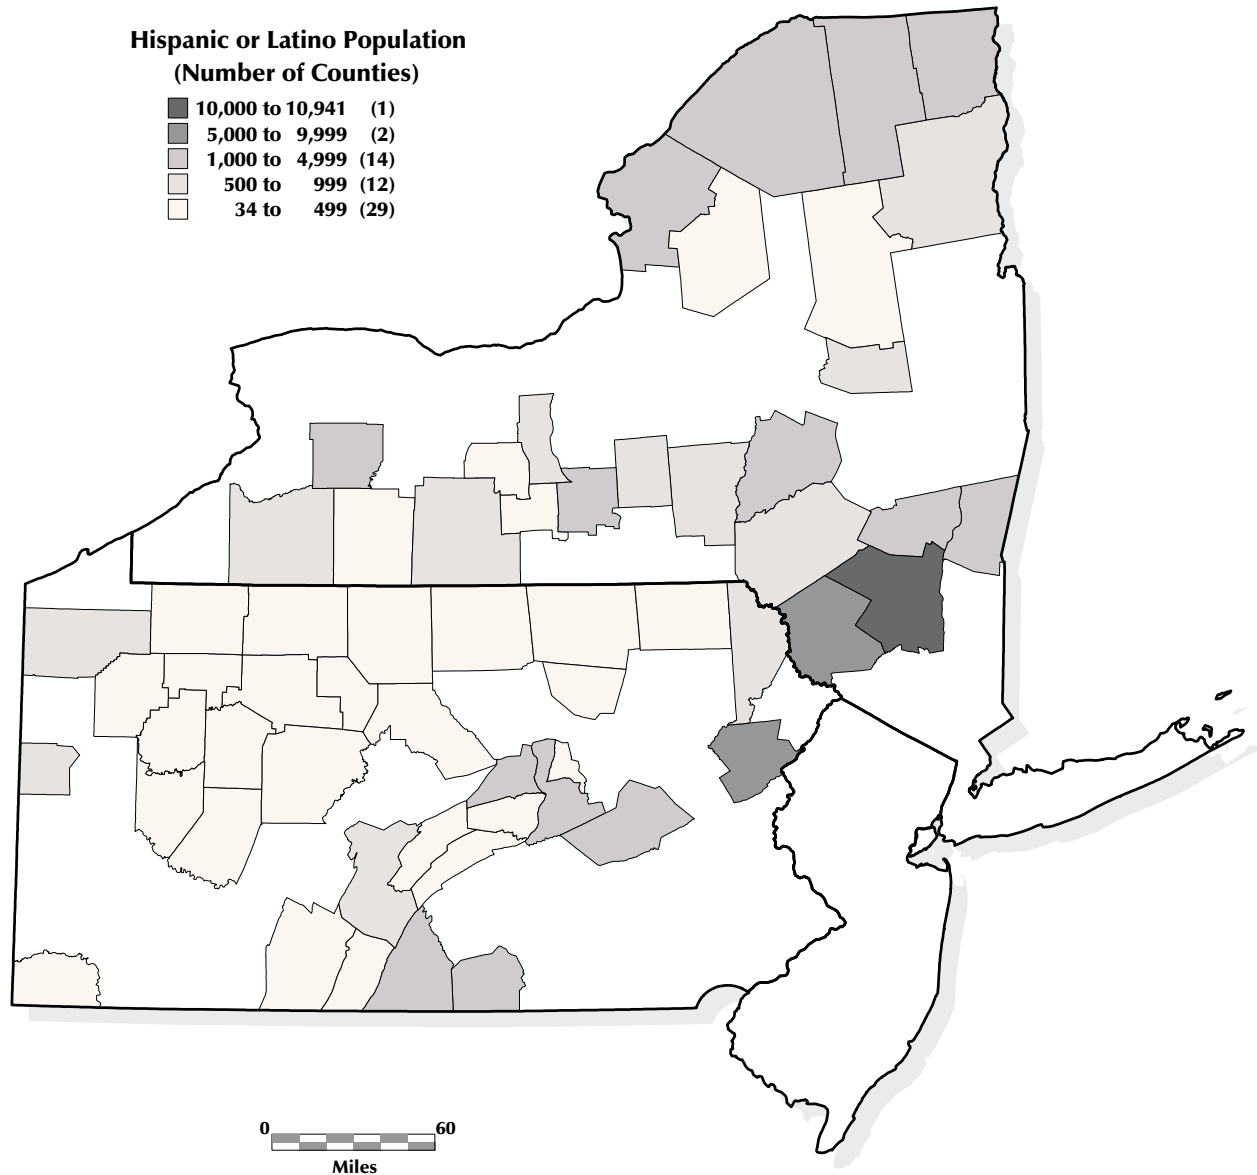 Hispanic or Latino Population
(Number of Counties)
10,000 to 10,941 (1)
5,000 to 9,999 (2)
1,000 to 4,999 (14)
500 to 999 (12)
34 to 499 (29)
0 60
Miles